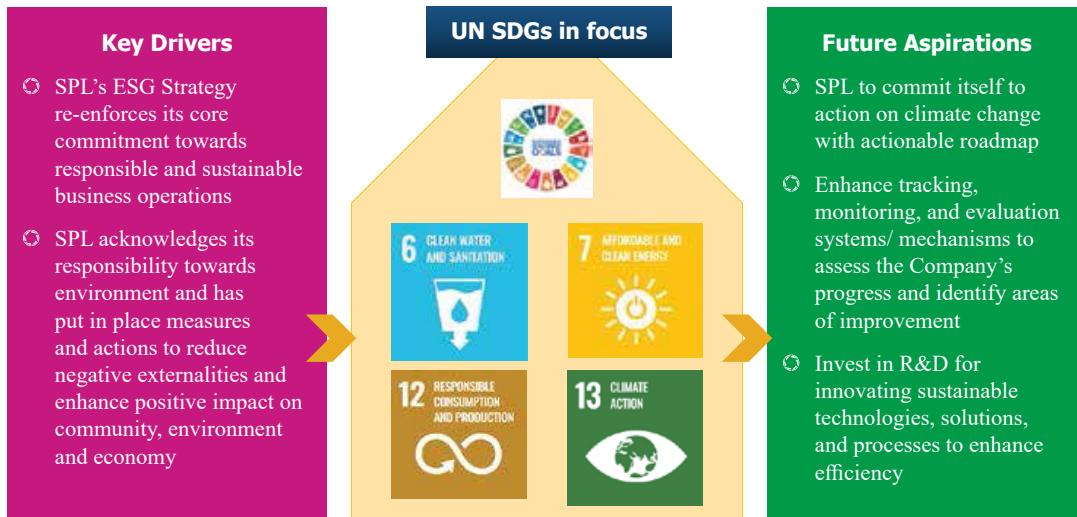 Key Drivers
SPL's ESG Strategy
re-enforces its core
commitment towards
responsible and sustainable
business operations
SPL acknowledges its
responsibility towards
environment and has
put in place measures
and actions to reduce
negative externalities and
enhance positive impact on
community, environment
and economy
UN SDGs in focus
6 CLEAN WATER
AND SANITATION
7 AFFORDABLE AND
CLEAN ENERGY
12 RESPONSIBLE
CONSUMPTION
AND PRODUCTION
13 CLIMATE
ACTION
Future Aspirations
SPL to commit itself to
action on climate change
with actionable roadmap
Enhance tracking,
monitoring, and evaluation
systems/ mechanisms to
assess the Company's
progress and identify areas
of improvement
Invest in R&D for
innovating sustainable
technologies, solutions,
and processes to enhance
efficiency